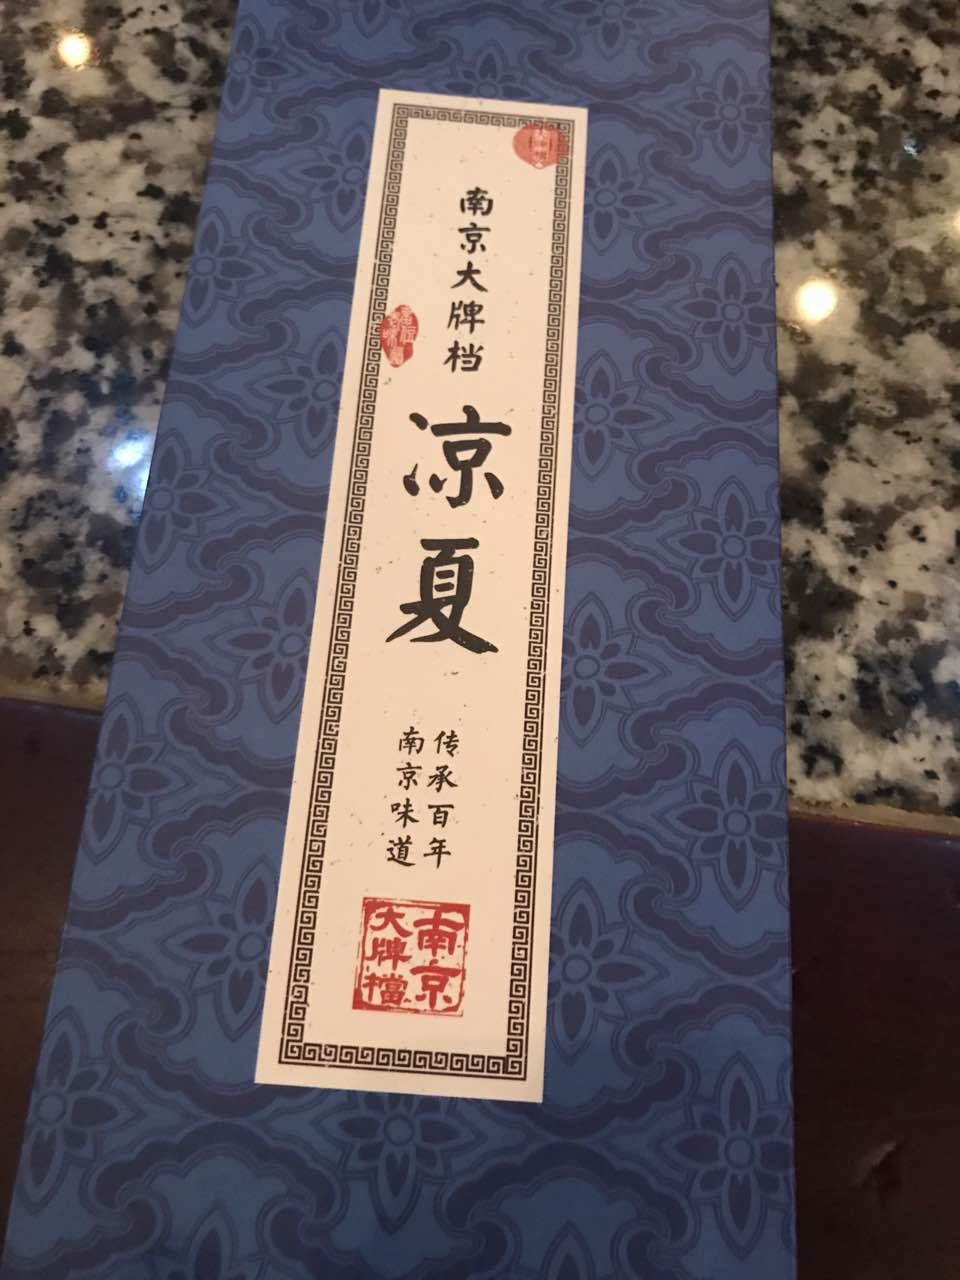 南京大牌档
凉夏
传承百年
南京味道
南京
大牌檔